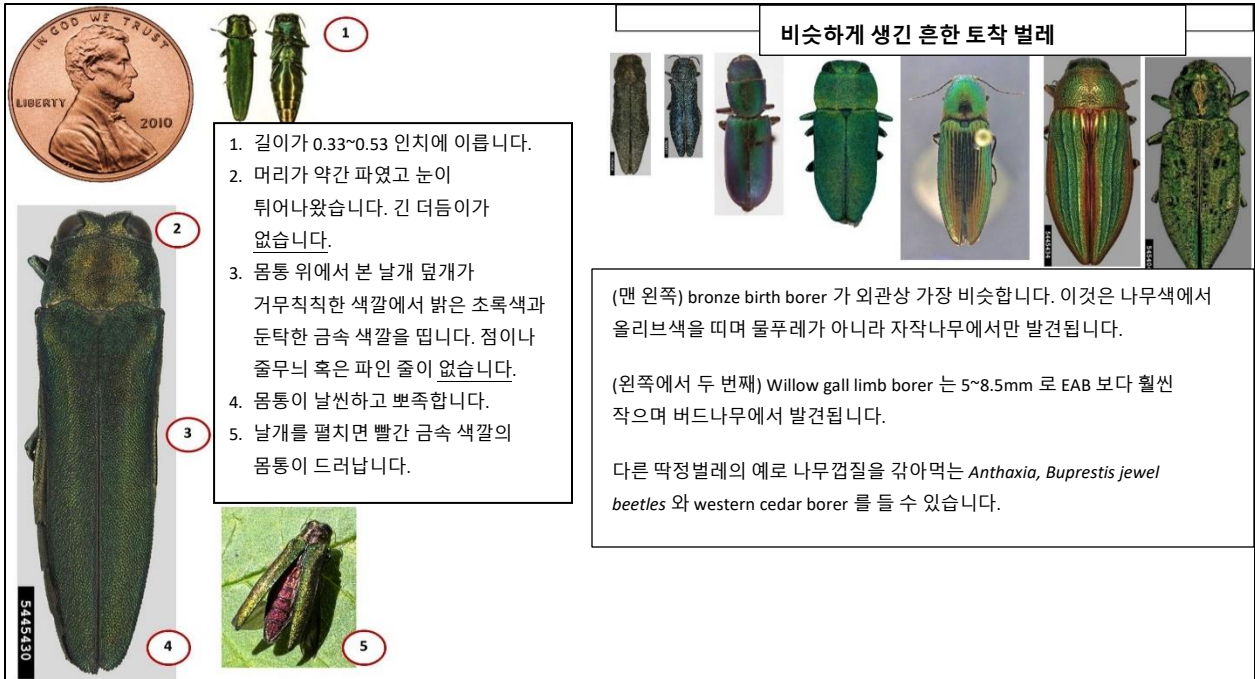 IN GOD WE TRUST
LIBERTY
2010
1
1. 길이가 0.33~0.53 인치에 이릅니다.
2. 머리가 약간 파였고 눈이
튀어나왔습니다. 긴 더듬이가
없습니다.
3. 몸통 위에서 본 날개 덮개가
거무칙칙한 색깔에서 밝은 초록색과
둔탁한 금속 색깔을 띱니다. 점이나
줄무늬 혹은 파인 줄이 없습니다.
4. 몸통이 날씬하고 뾰족합니다.
5. 날개를 펼치면 빨간 금속 색깔의
몸통이 드러납니다.
2
3
4
5
5445430
비슷하게 생긴 흔한 토착 벌레
5445434
(맨 왼쪽) bronze birth borer 가 외관상 가장 비슷합니다. 이것은 나무색에서
올리브색을 띠며 물푸레가 아니라 자작나무에서만 발견됩니다.
(왼쪽에서 두 번째) Willow gall limb borer 는 5~8.5mm 로 EAB 보다 훨씬
작으며 버드나무에서 발견됩니다.
다른 딱정벌레의 예로 나무껍질을 갉아먹는 Anthaxia, Buprestis jewel
beetles 와 western cedar borer 를 들 수 있습니다.